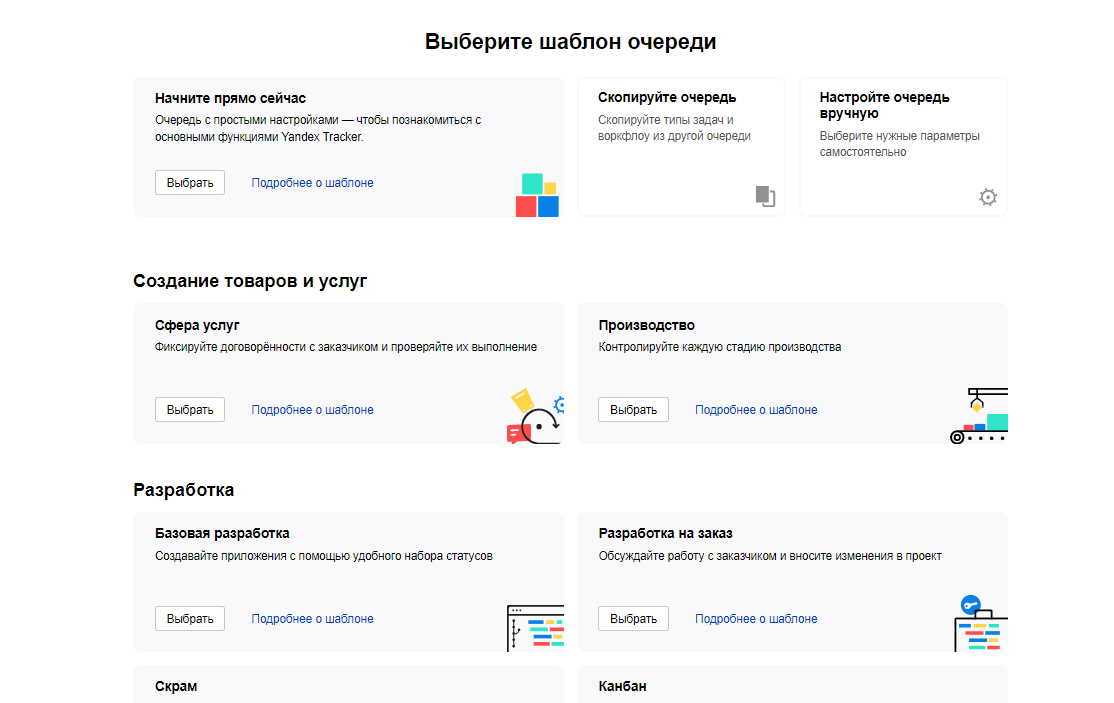 Выберите шаблон очереди
Начните прямо сейчас
Очередь с простыми настройками — чтобы познакомиться с
основными функциями Yandex Tracker.
Выбрать
Подробнее о шаблоне
Скопируйте очередь
Скопируйте типы задач и
воркфлоу из другой очереди
Настройте очередь
вручную
Выберите нужные параметры
самостоятельно
Создание товаров и услуг
Сфера услуг
Фиксируйте договорённости с заказчиком и проверяйте их выполнение
Выбрать
Подробнее о шаблоне
Производство
Контролируйте каждую стадию производства
Выбрать
Подробнее о шаблоне
Разработка
Базовая разработка
Создавайте приложения с помощью удобного набора статусов
Выбрать
Подробнее о шаблоне
Разработка на заказ
Обсуждайте работу с заказчиком и вносите изменения в проект
Выбрать
Подробнее о шаблоне
Скрам
Канбан